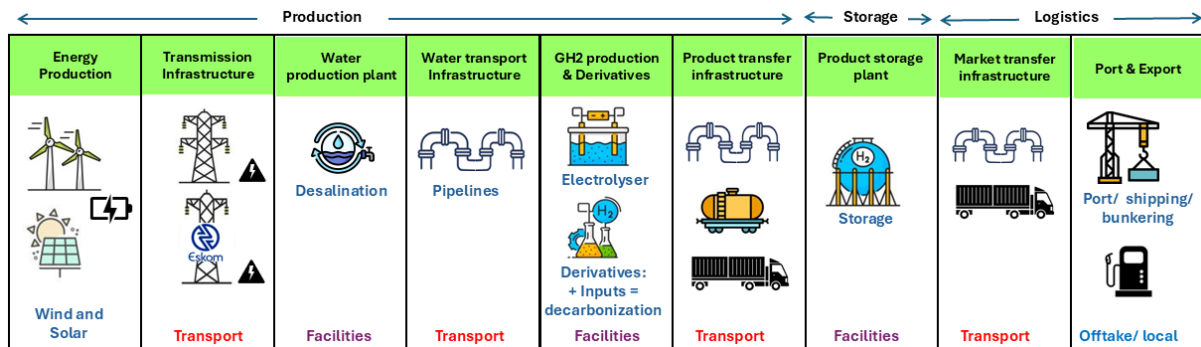 Production
Storage
Logistics
Energy
Production
Transmission
Infrastructure
Water
production plant
Water transport
Infrastructure
GH2 production
& Derivatives
Product transfer
infrastructure
Product storage
plant
Market transfer
infrastructure
Port & Export
Eskom
Wind and
Solar
Transport
Desalination
Facilities
Pipelines
Transport
Electrolyser
H2
Derivatives:
+ Inputs =
decarbonization
Facilities
Transport
H2
Storage
Facilities
Transport
Port/ shipping/
bunkering
Offtake/ local